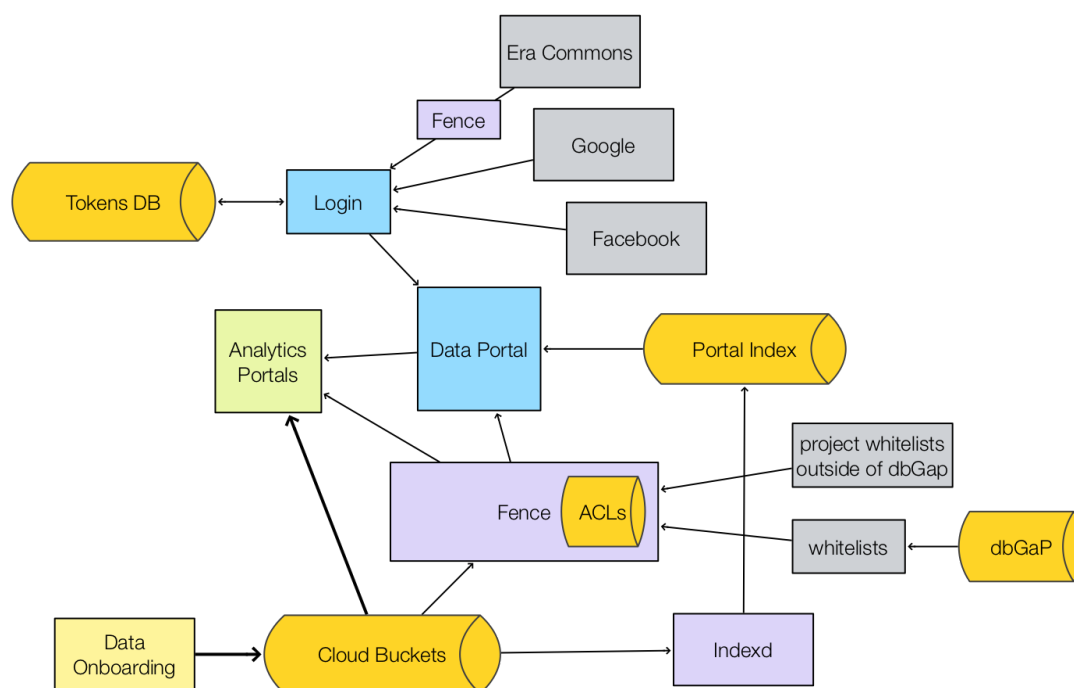 Era Commons
Fence
Google
Tokens DB
Login
Facebook
Analytics
Portals
Data Portal
Portal Index
project whitelists
outside of dbGap
Fence
ACLs
whitelists
dbGaP
Data
Onboarding
Cloud Buckets
Indexd